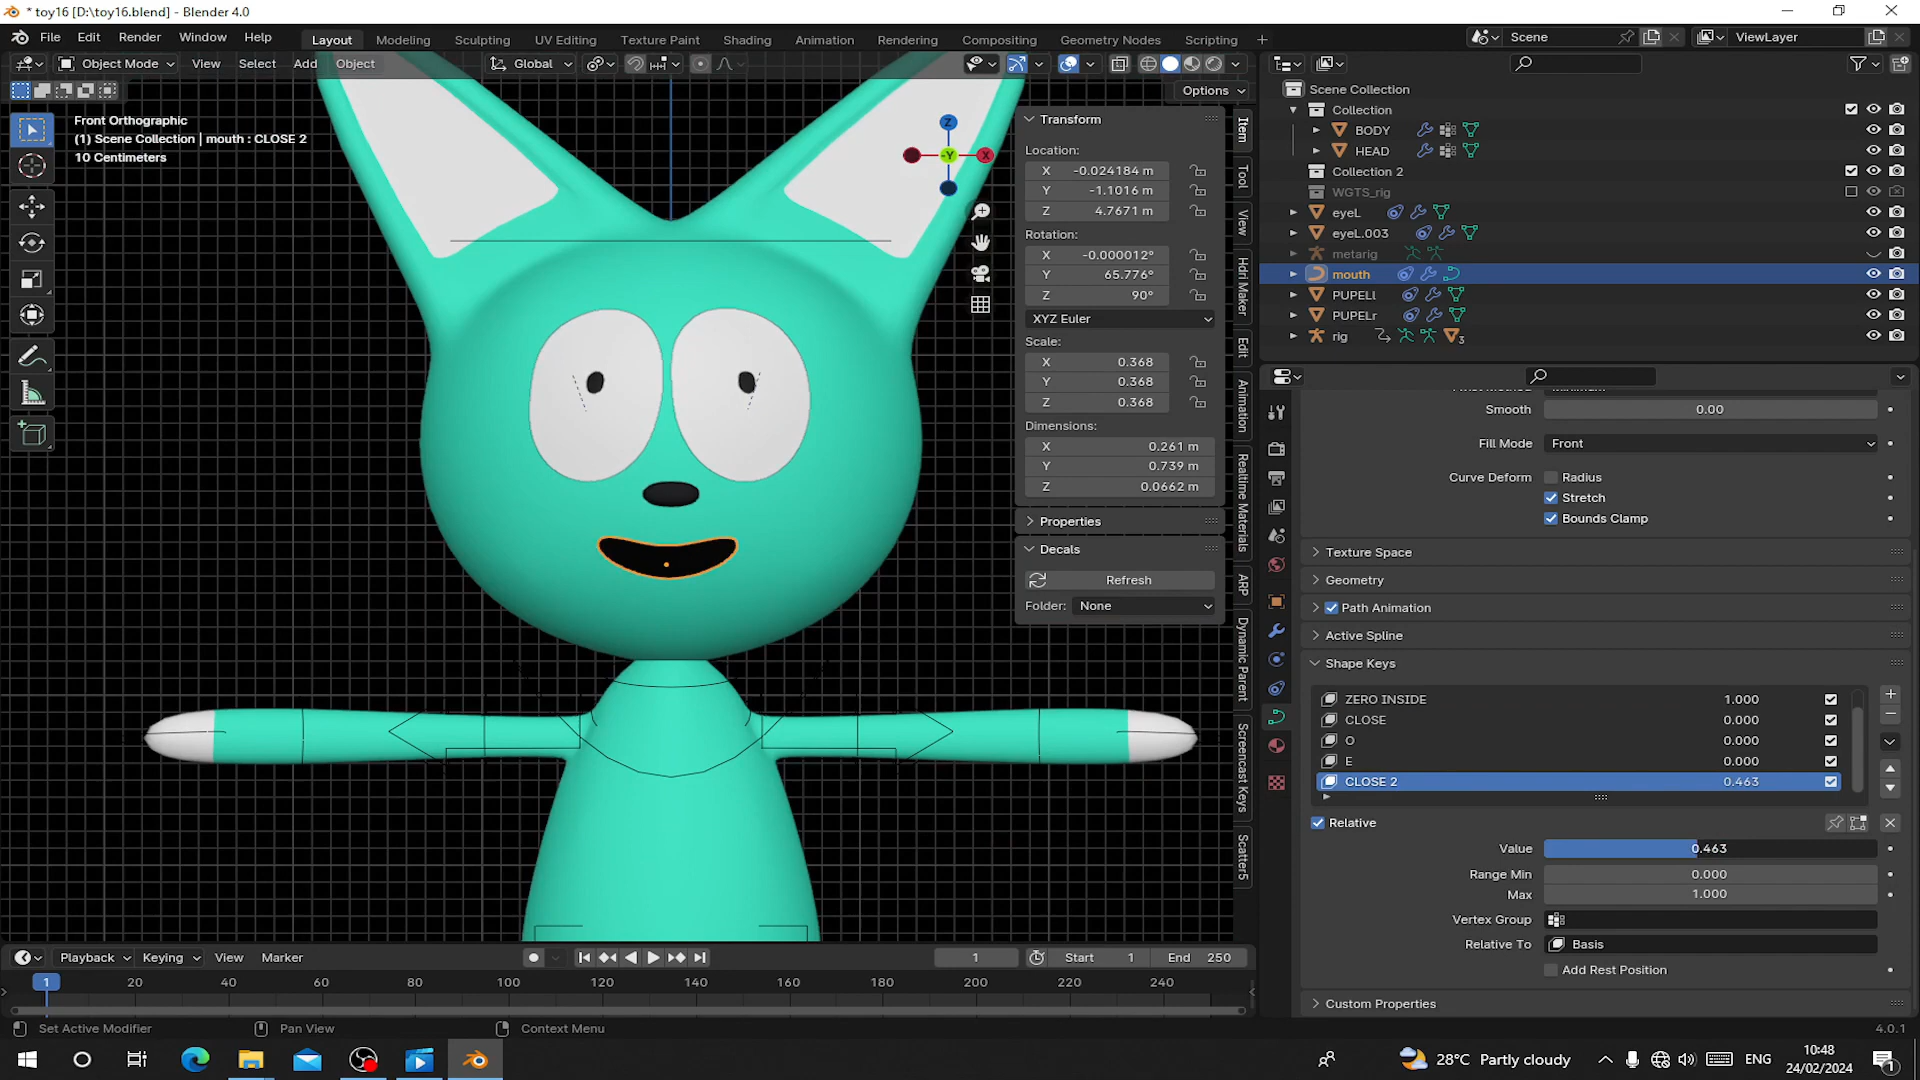 * toy16 [D:\toy16.blend] - Blender 4.0
File Edit Render Window Help
Layout Modeling Sculpting UV Editing Texture Paint Shading Animation Rendering Compositing Geometry Nodes Scripting
Scene
ViewLayer
Object Mode View Select Add Object
Global
Options
Front Orthographic
(1) Scene Collection | mouth : CLOSE 2
10 Centimeters
Z
-Y
X
Transform
Location:
X -0.024184 m
Y -1.1016 m
Z 4.7671 m
Rotation:
X -0.000012°
Y 65.776°
Z 90°
XYZ Euler
Scale:
X 0.368
Y 0.368
Z 0.368
Dimensions:
X 0.261 m
Y 0.739 m
Z 0.0662 m
Properties
Decals
Refresh
Folder: None
Item
Tool
View
Hdri Maker
Edit
Animation
Realtime Materials
ARP
Dynamic Parent
Screencast Keys
Scatter5
Scene Collection
Collection
BODY
HEAD
Collection 2
WGTS_rig
eyeL
eyeL.003
metarig
mouth
PUPELl
PUPELr
rig
3
Smooth 0.00
Fill Mode Front
Curve Deform Radius
Stretch
Bounds Clamp
Texture Space
Geometry
Path Animation
Active Spline
Shape Keys
ZERO INSIDE 1.000
CLOSE 0.000
O 0.000
E 0.000
CLOSE 2 0.463
Relative
Value 0.463
Range Min 0.000
Max 1.000
Vertex Group
Relative To Basis
Add Rest Position
Custom Properties
Playback Keying View Marker
1
Start 1
End 250
1 20 40 60 80 100 120 140 160 180 200 220 240
Set Active Modifier
Pan View
Context Menu
4.0.1
28°C Partly cloudy
ENG
10:48
24/02/2024
1